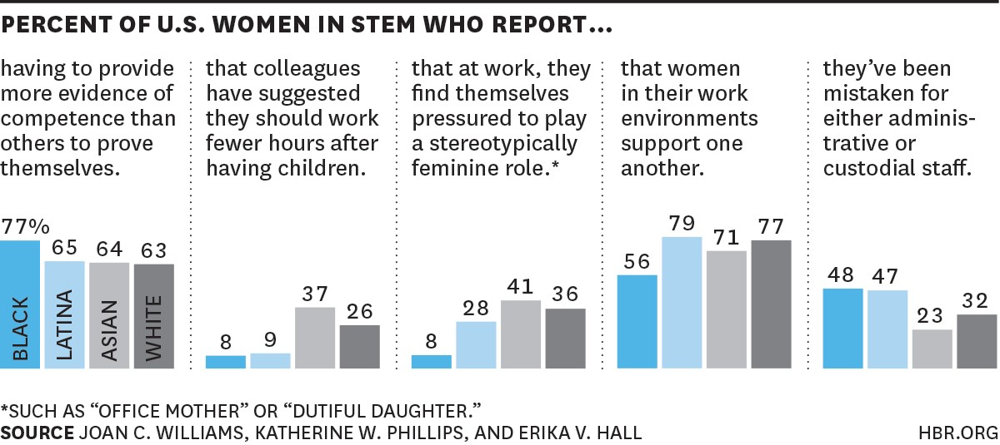 PERCENT OF U.S. WOMEN IN STEM WHO REPORT...
having to provide
more evidence of
competence than
others to prove
themselves.
77%
65
64
63
BLACK
LATINA
ASIAN
WHITE
that colleagues
have suggested
they should work
fewer hours after
having children.
8
9
37
26
that at work, they
find themselves
pressured to play
a stereotypically
feminine role.*
8
28
41
36
that women
in their work
environments
support one
another.
56
79
71
77
they’ve been
mistaken for
either adminis-
trative or
custodial staff.
48
47
23
32
*SUCH AS “OFFICE MOTHER” OR “DUTIFUL DAUGHTER.”
SOURCE JOAN C. WILLIAMS, KATHERINE W. PHILLIPS, AND ERIKA V. HALL
HBR.ORG